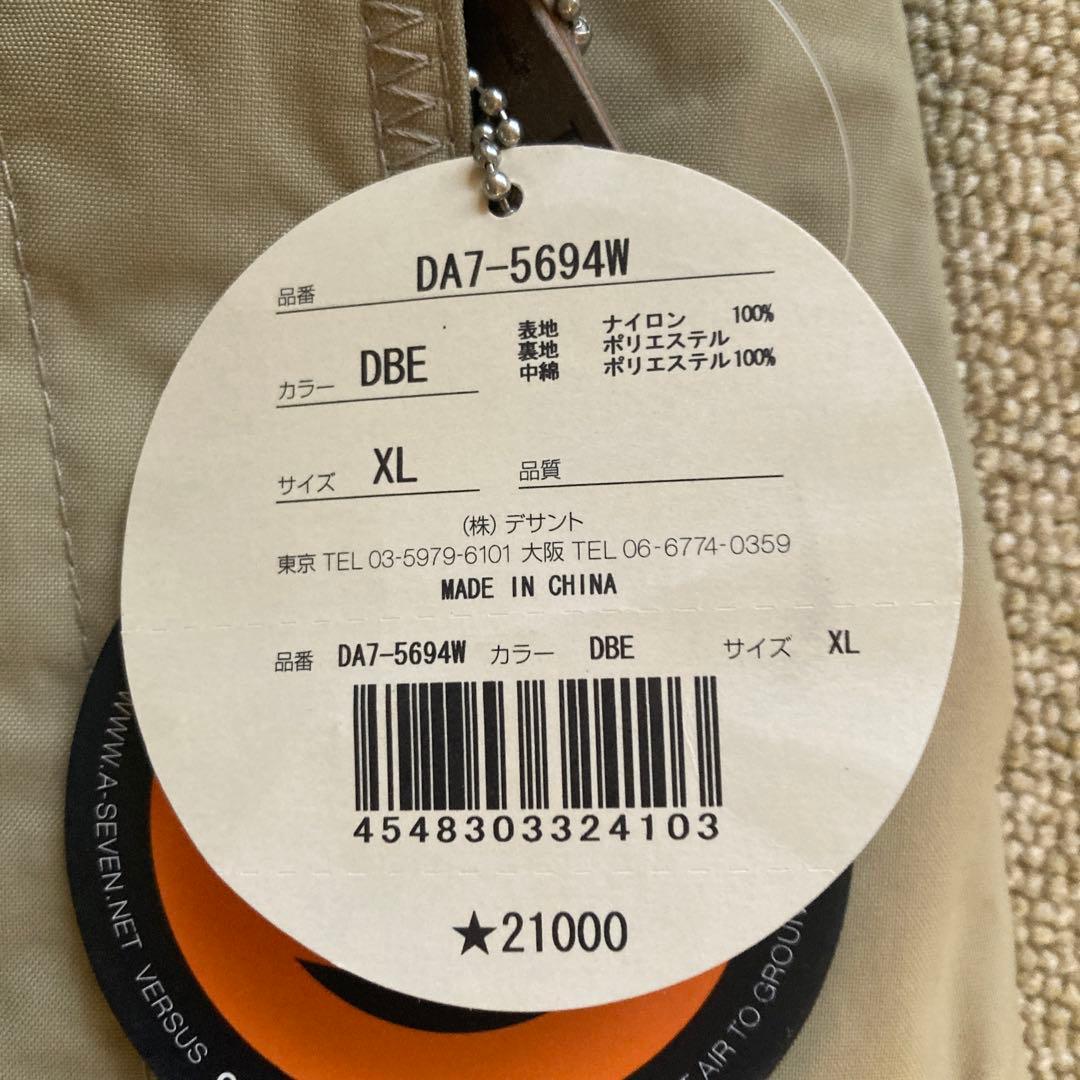 品番 DA7-5694W
カラー DBE
表地 ナイロン 100%
裏地 ポリエステル
中綿 ポリエステル100%
サイズ XL
品質
(株) デサント
東京 TEL 03-5979-6101 大阪 TEL 06-6774-0359
MADE IN CHINA
品番 DA7-5694W カラー DBE サイズ XL
4548303324103
★21000
WWW.A-SEVEN.NET VERSUS
AIR TO